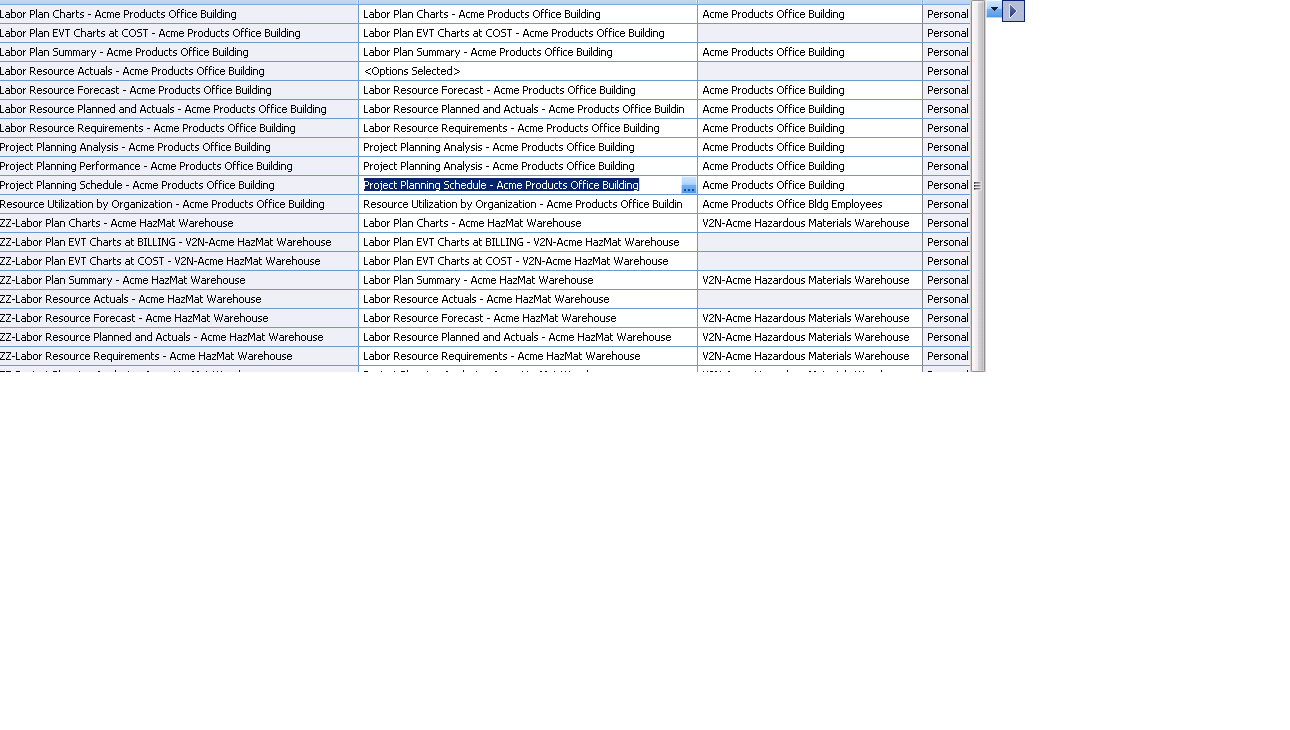 Labor Plan Charts - Acme Products Office Building Labor Plan Charts - Acme Products Office Building Acme Products Office Building Personal
Labor Plan EVT Charts at COST - Acme Products Office Building Labor Plan EVT Charts at COST - Acme Products Office Building Personal
Labor Plan Summary - Acme Products Office Building Labor Plan Summary - Acme Products Office Building Acme Products Office Building Personal
Labor Resource Actuals - Acme Products Office Building <Options Selected> Personal
Labor Resource Forecast - Acme Products Office Building Labor Resource Forecast - Acme Products Office Building Acme Products Office Building Personal
Labor Resource Planned and Actuals - Acme Products Office Building Labor Resource Planned and Actuals - Acme Products Office Buildin Acme Products Office Building Personal
Labor Resource Requirements - Acme Products Office Building Labor Resource Requirements - Acme Products Office Building Acme Products Office Building Personal
Project Planning Analysis - Acme Products Office Building Project Planning Analysis - Acme Products Office Building Acme Products Office Building Personal
Project Planning Performance - Acme Products Office Building Project Planning Analysis - Acme Products Office Building Acme Products Office Building Personal
Project Planning Schedule - Acme Products Office Building Project Planning Schedule - Acme Products Office Building ... Acme Products Office Building Personal
Resource Utilization by Organization - Acme Products Office Building Resource Utilization by Organization - Acme Products Office Buildin Acme Products Office Bldg Employees Personal
ZZ-Labor Plan Charts - Acme HazMat Warehouse Labor Plan Charts - Acme HazMat Warehouse V2N-Acme Hazardous Materials Warehouse Personal
ZZ-Labor Plan EVT Charts at BILLING - V2N-Acme HazMat Warehouse Labor Plan EVT Charts at BILLING - V2N-Acme HazMat Warehouse Personal
ZZ-Labor Plan EVT Charts at COST - V2N-Acme HazMat Warehouse Labor Plan EVT Charts at COST - V2N-Acme HazMat Warehouse Personal
ZZ-Labor Plan Summary - Acme HazMat Warehouse Labor Plan Summary - Acme HazMat Warehouse V2N-Acme Hazardous Materials Warehouse Personal
ZZ-Labor Resource Actuals - Acme HazMat Warehouse Labor Resource Actuals - Acme HazMat Warehouse Personal
ZZ-Labor Resource Forecast - Acme HazMat Warehouse Labor Resource Forecast - Acme HazMat Warehouse V2N-Acme Hazardous Materials Warehouse Personal
ZZ-Labor Resource Planned and Actuals - Acme HazMat Warehouse Labor Resource Planned and Actuals - Acme HazMat Warehouse V2N-Acme Hazardous Materials Warehouse Personal
ZZ-Labor Resource Requirements - Acme HazMat Warehouse Labor Resource Requirements - Acme HazMat Warehouse V2N-Acme Hazardous Materials Warehouse Personal